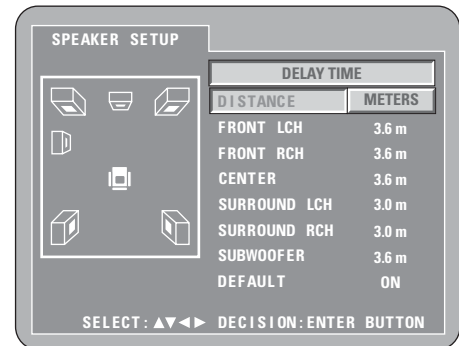 SPEAKER SETUP
DELAY TIME
DISTANCE METERS
FRONT LCH 3.6 m
FRONT RCH 3.6 m
CENTER 3.6 m
SURROUND LCH 3.0 m
SURROUND RCH 3.0 m
SUBWOOFER 3.6 m
DEFAULT ON
SELECT: ▲▼◄► DECISION: ENTER BUTTON